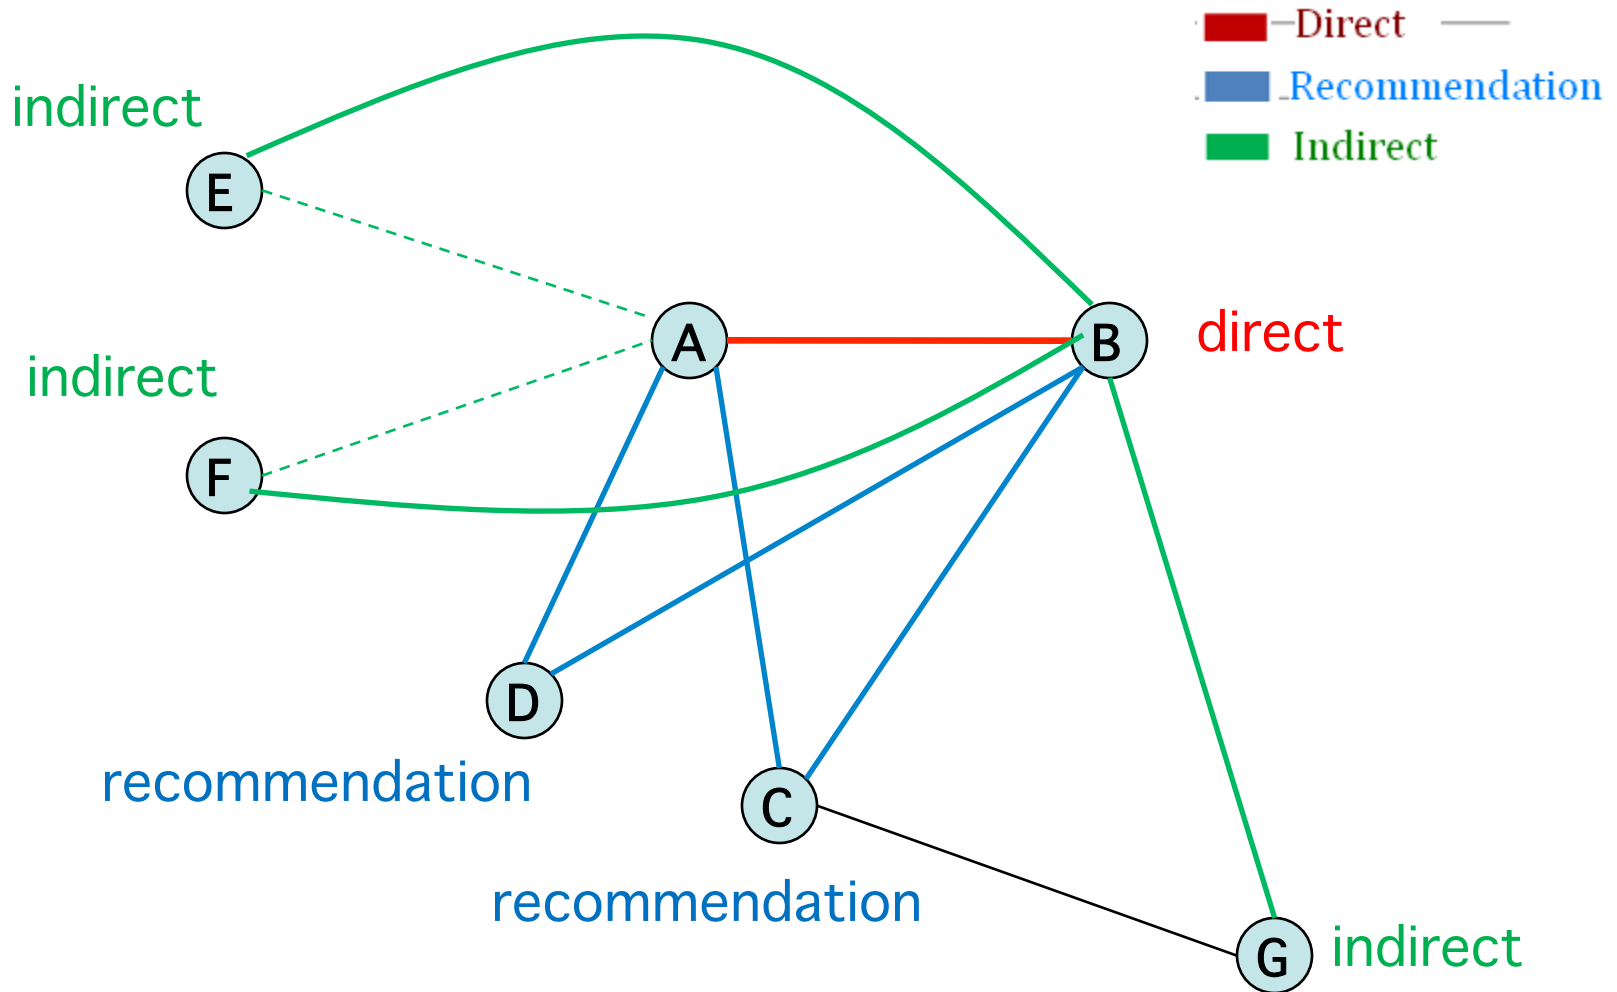 Direct
Recommendation
Indirect
indirect
E
A
B
direct
indirect
F
D
recommendation
C
recommendation
G
indirect